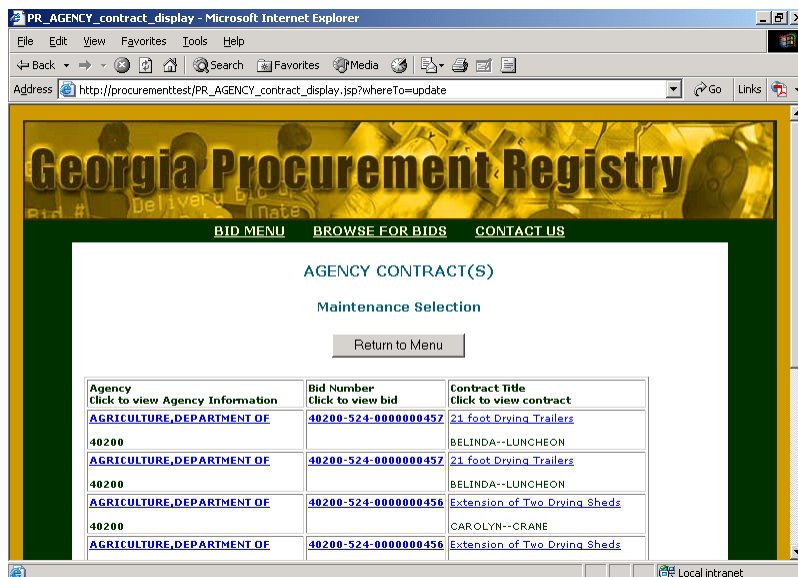 PR_AGENCY_contract_display - Microsoft Internet Explorer
File Edit View Favorites Tools Help
Back Search Favorites Media
Address http://procurementtest/PR_AGENCY_contract_display.jsp?whereTo=update Go Links
Georgia Procurement Registry
Bid # Delivery
Date
BID MENU BROWSE FOR BIDS CONTACT US
AGENCY CONTRACT(S)
Maintenance Selection
Return to Menu
Agency Bid Number Contract Title
Click to view Agency Information Click to view bid Click to view contract
AGRICULTURE,DEPARTMENT OF 40200-524-0000000457 21 foot Drying Trailers
40200 BELINDA--LUNCHEON
AGRICULTURE,DEPARTMENT OF 40200-524-0000000457 21 foot Drying Trailers
40200 BELINDA--LUNCHEON
AGRICULTURE,DEPARTMENT OF 40200-524-0000000456 Extension of Two Drying Sheds
40200 CAROLYN--CRANE
AGRICULTURE,DEPARTMENT OF 40200-524-0000000456 Extension of Two Drying Sheds
Local intranet